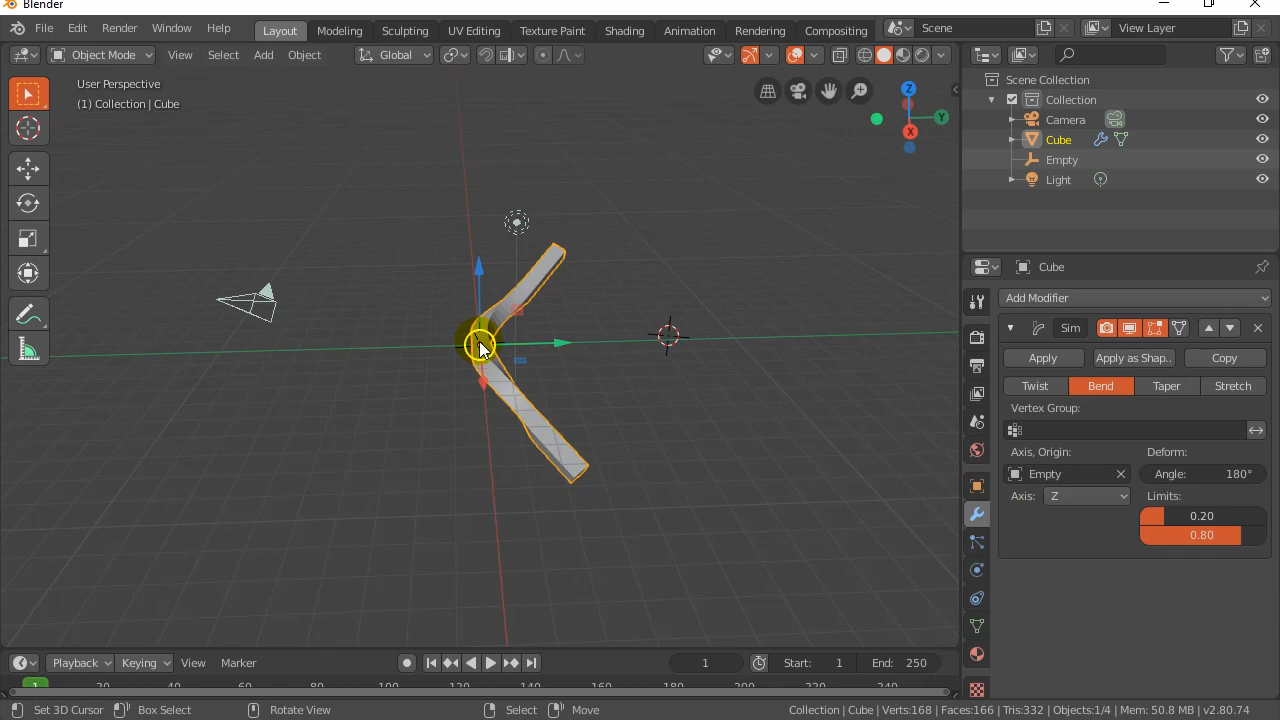 Blender
File Edit Render Window Help Layout Modeling Sculpting UV Editing Texture Paint Shading Animation Rendering Compositing Scene View Layer
Object Mode View Select Add Object Global
User Perspective
(1) Collection | Cube
Z
Y
X
Scene Collection
Collection
Camera
Cube
Empty
Light
Cube
Add Modifier
Sim
Apply Apply as Shap.. Copy
Twist Bend Taper Stretch
Vertex Group:
Axis, Origin: Deform:
Empty Angle: 180°
Axis: Z Limits:
0.20
0.80
Playback Keying View Marker 1 Start: 1 End: 250
1 20 40 60 80 100 120 140 160 180 200 220 240
Set 3D Cursor Box Select Rotate View Select Move Collection | Cube | Verts:168 | Faces:166 | Tris:332 | Objects:1/4 | Mem: 50.8 MB | v2.80.74